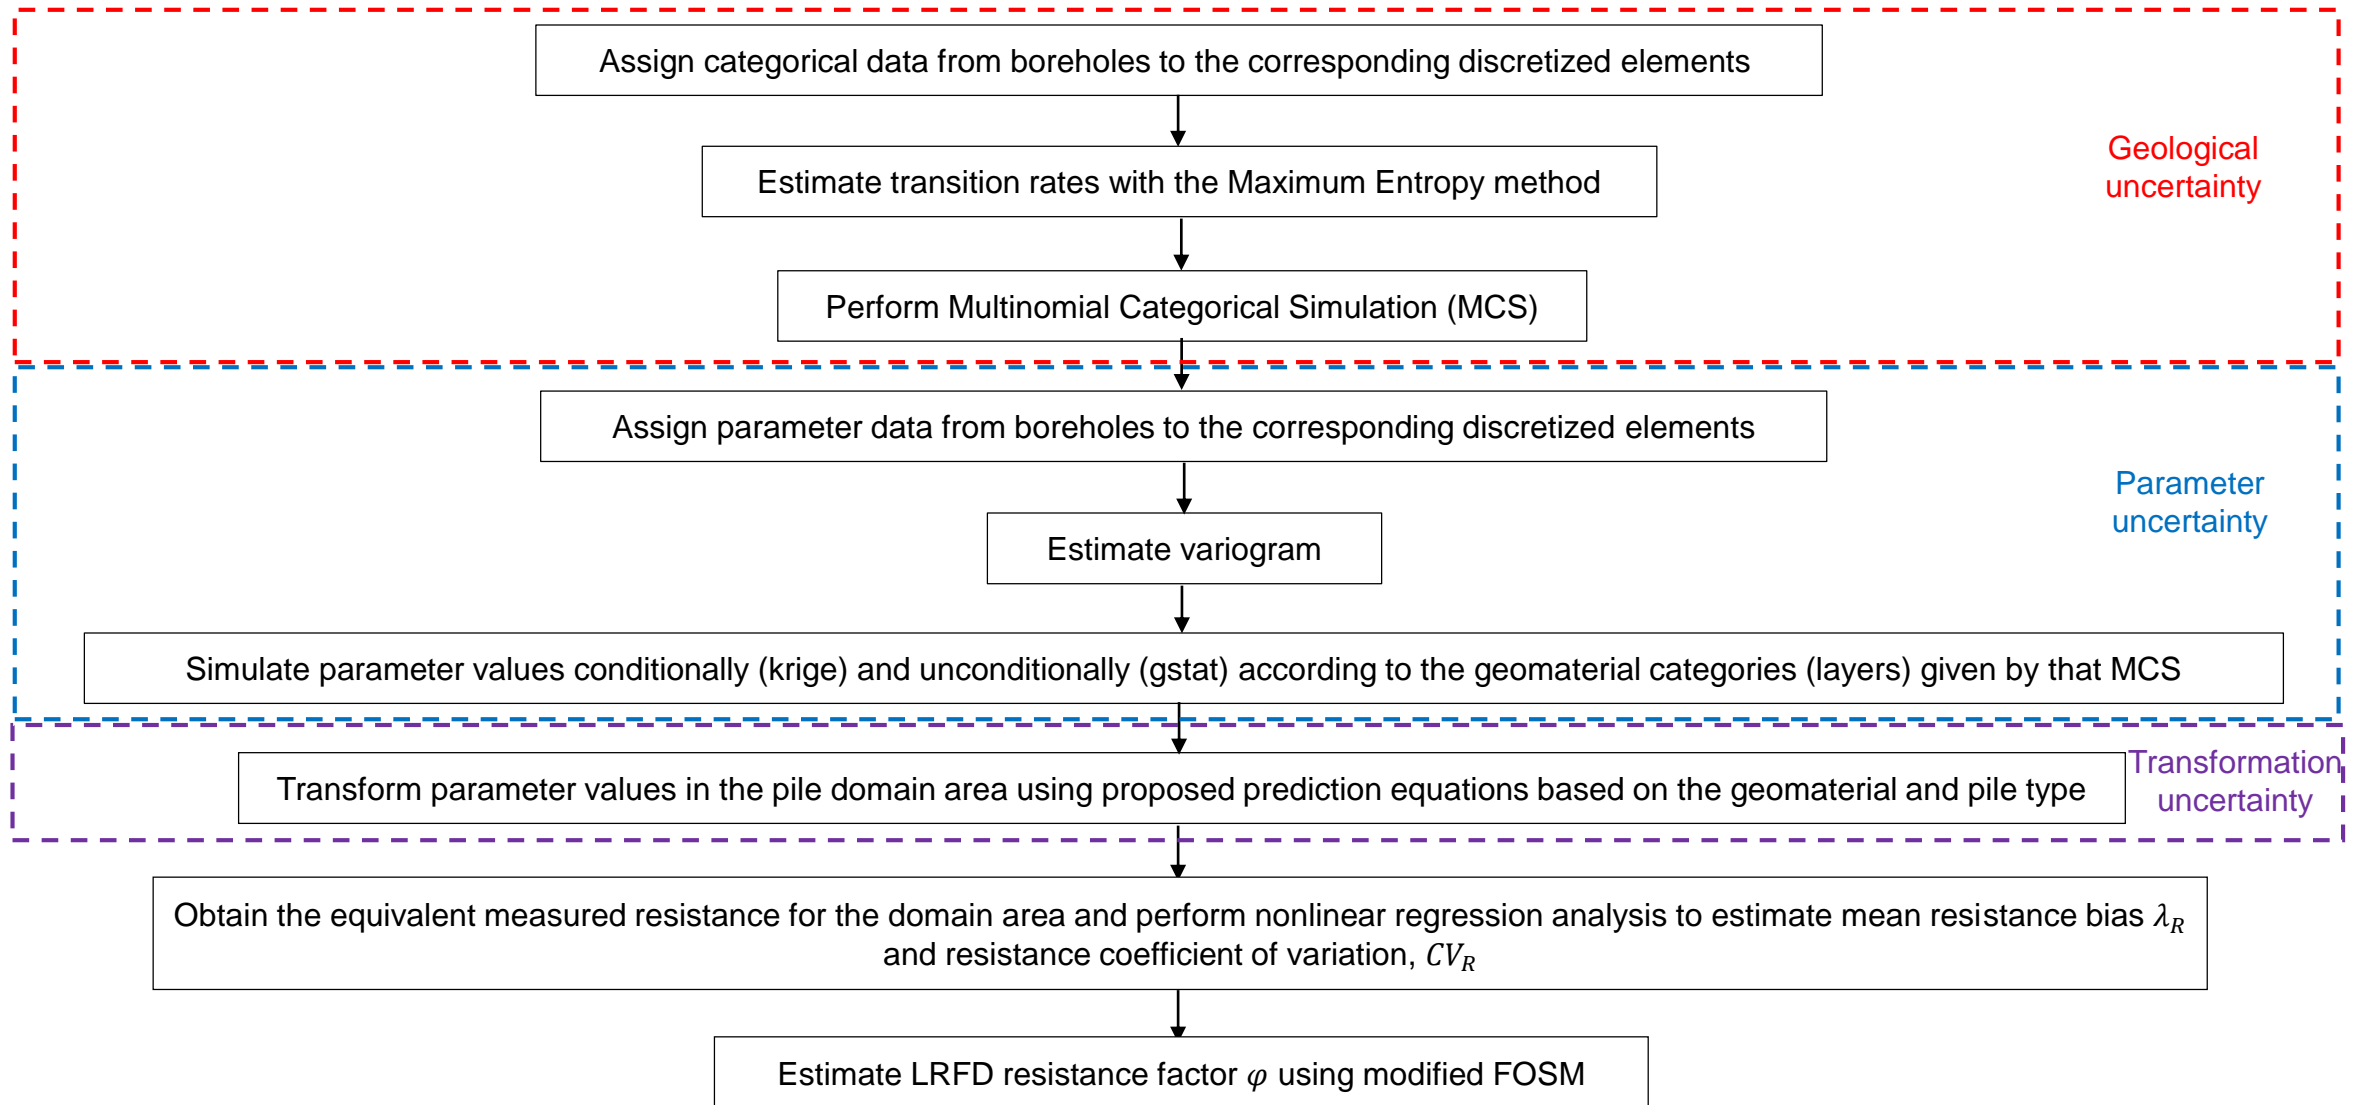 Assign categorical data from boreholes to the corresponding discretized elements
Geological
uncertainty
Estimate transition rates with the Maximum Entropy method
Perform Multinomial Categorical Simulation (MCS)
Assign parameter data from boreholes to the corresponding discretized elements
Parameter
uncertainty
Estimate variogram
Simulate parameter values conditionally (krige) and unconditionally (gstat) according to the geomaterial categories (layers) given by that MCS
Transform parameter values in the pile domain area using proposed prediction equations based on the geomaterial and pile type
Transformation
uncertainty
Obtain the equivalent measured resistance for the domain area and perform nonlinear regression analysis to estimate mean resistance bias λ_R
and resistance coefficient of variation, CV_R
Estimate LRFD resistance factor φ using modified FOSM